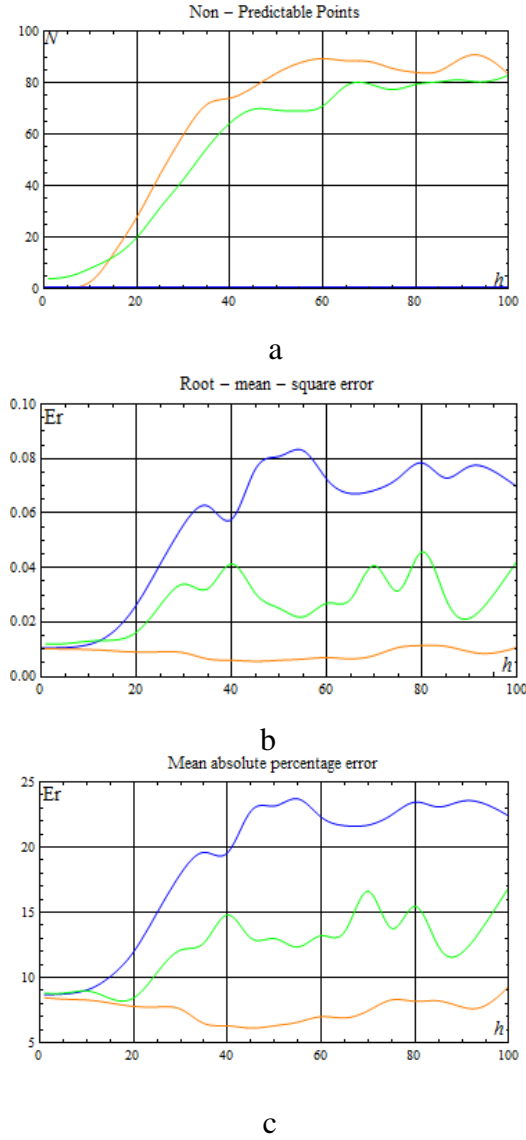 Non − Predictable Points
N
100
80
60
40
20
0
0 20 40 60 80 100
h
a
Root − mean − square error
0.10
Er
0.08
0.06
0.04
0.02
0.00
h
0 20 40 60 80 100
b
Mean absolute percentage error
25
Er
20
15
10
5
h
0 20 40 60 80 100
c